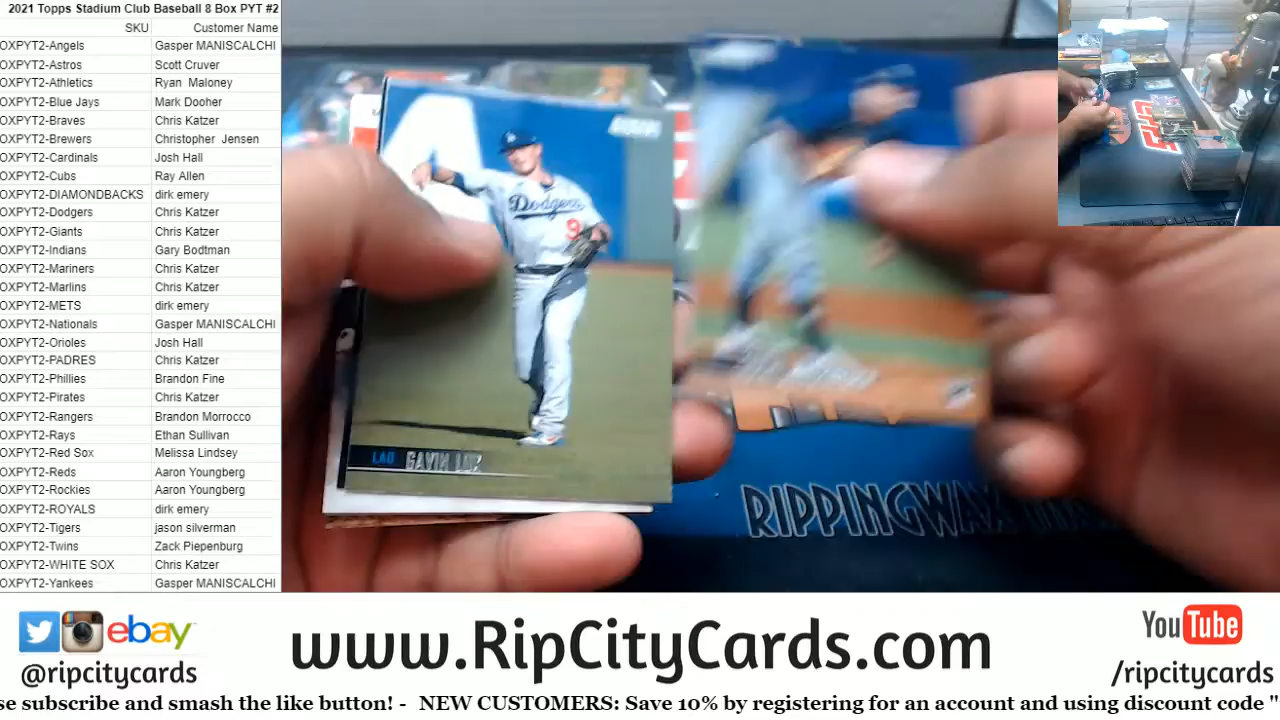 2021 Topps Stadium Club Baseball 8 Box PYT #2
SKU Customer Name
OXPYT2-Angels Gasper MANISCALCHI
OXPYT2-Astros Scott Cruver
OXPYT2-Athletics Ryan Maloney
OXPYT2-Blue Jays Mark Dooher
OXPYT2-Braves Chris Katzer
OXPYT2-Brewers Christopher Jensen
OXPYT2-Cardinals Josh Hall
OXPYT2-Cubs Ray Allen
OXPYT2-DIAMONDBACKS dirk emery
OXPYT2-Dodgers Chris Katzer
OXPYT2-Giants Chris Katzer
OXPYT2-Indians Gary Bodtman
OXPYT2-Mariners Chris Katzer
OXPYT2-Marlins Chris Katzer
OXPYT2-METS dirk emery
OXPYT2-Nationals Gasper MANISCALCHI
OXPYT2-Orioles Josh Hall
OXPYT2-PADRES Chris Katzer
OXPYT2-Phillies Brandon Fine
OXPYT2-Pirates Chris Katzer
OXPYT2-Rangers Brandon Morrocco
OXPYT2-Rays Ethan Sullivan
OXPYT2-Red Sox Melissa Lindsey
OXPYT2-Reds Aaron Youngberg
OXPYT2-Rockies Aaron Youngberg
OXPYT2-ROYALS dirk emery
OXPYT2-Tigers jason silverman
OXPYT2-Twins Zack Piepenburg
OXPYT2-WHITE SOX Chris Katzer
OXPYT2-Yankees Gasper MANISCALCHI
Dodgers
9
LAD GAVIN LUX
RIPPINGWAX
ebay
@ripcitycards
www.RipCityCards.com
YouTube
/ripcitycards
se subscribe and smash the like button! - NEW CUSTOMERS: Save 10% by registering for an account and using discount code "